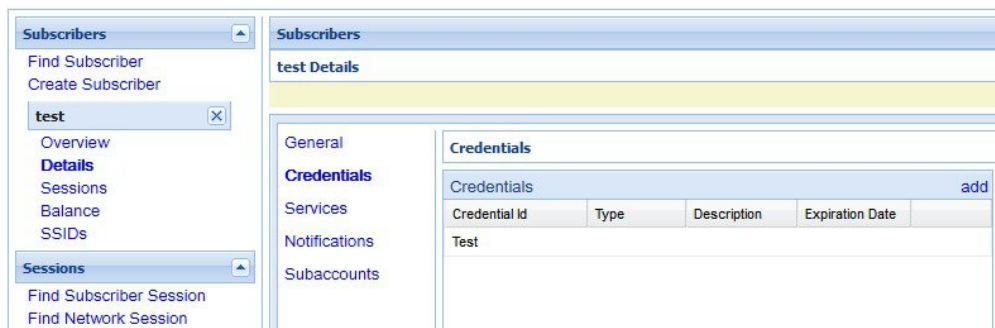 Subscribers
Find Subscriber
Create Subscriber
test
Overview
Details
Sessions
Balance
SSIDs
Sessions
Find Subscriber Session
Find Network Session
Subscribers
test Details
General
Credentials
Services
Notifications
Subaccounts
Credentials
Credentials add
Credential Id Type Description Expiration Date
Test